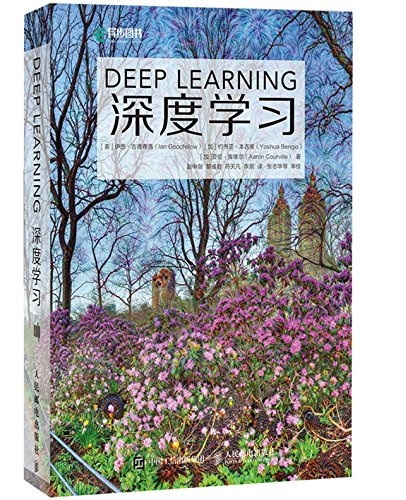 异步图书
DEEP LEARNING
深度学习
[美] 伊恩·古德费洛 (Ian Goodfellow) [加] 约书亚·本吉奥 (Yoshua Bengio)
[加] 亚伦·库维尔 (Aaron Courville) 著
赵申剑 黎彧君 符天凡 李凯 译 张志华等 审校
中国工信出版集团
人民邮电出版社
DEEP LEARNING
深度学习
人民邮电出版社